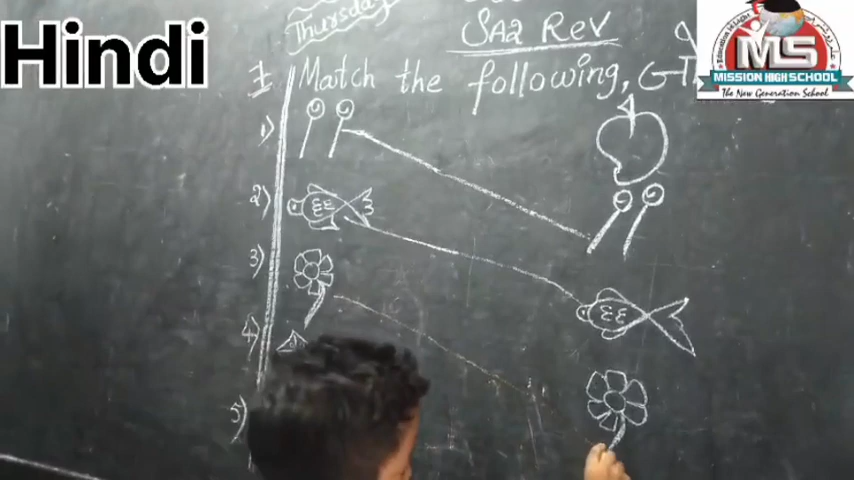 Hindi
Thursday
SA2 Rev
I Match the following,
1)
2)
3)
4)
5)
MS
MISSION HIGH SCHOOL
The New Generation School